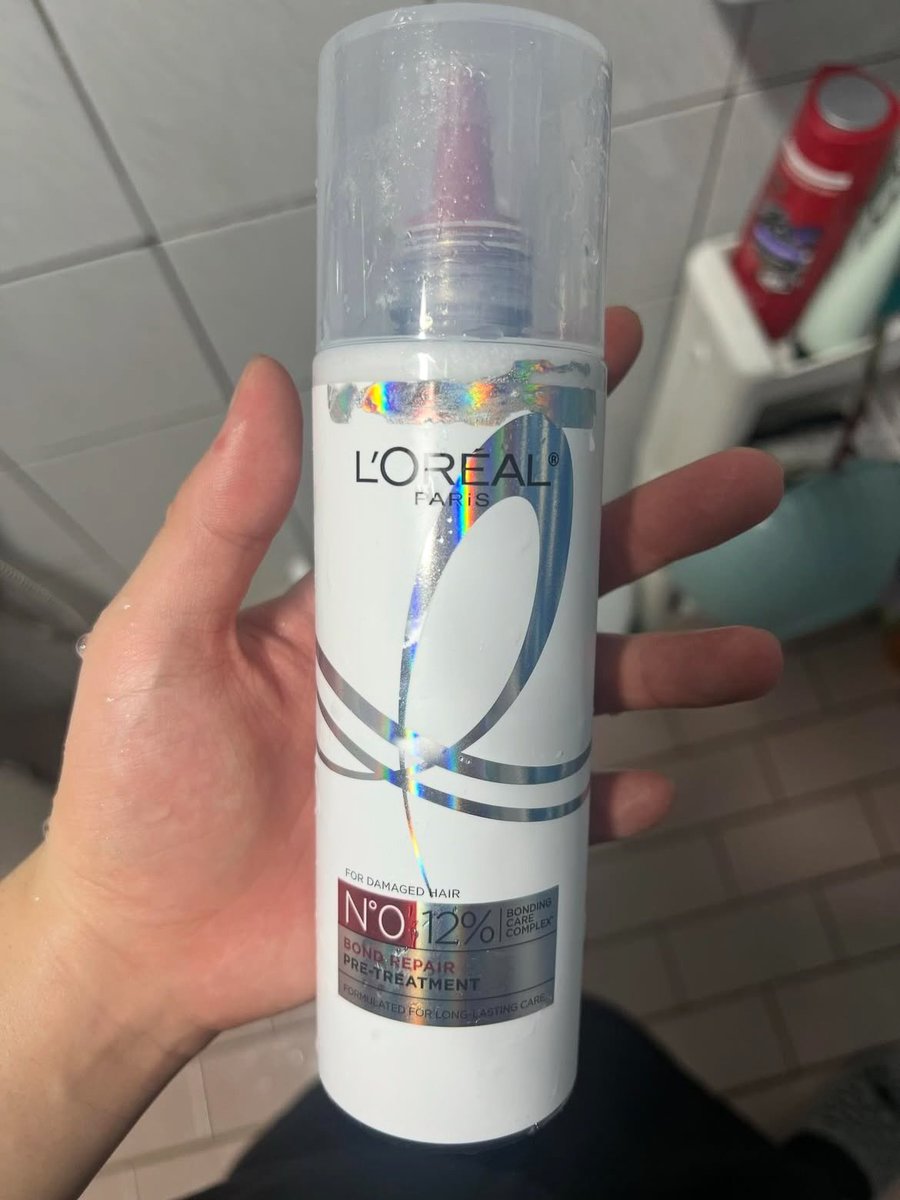 L'ORÉAL®
PARiS
FOR DAMAGED HAIR
N°0 12% BONDING
CARE
COMPLEX*
BOND REPAIR
PRE-TREATMENT
FORMULATED FOR LONG-LASTING CARE